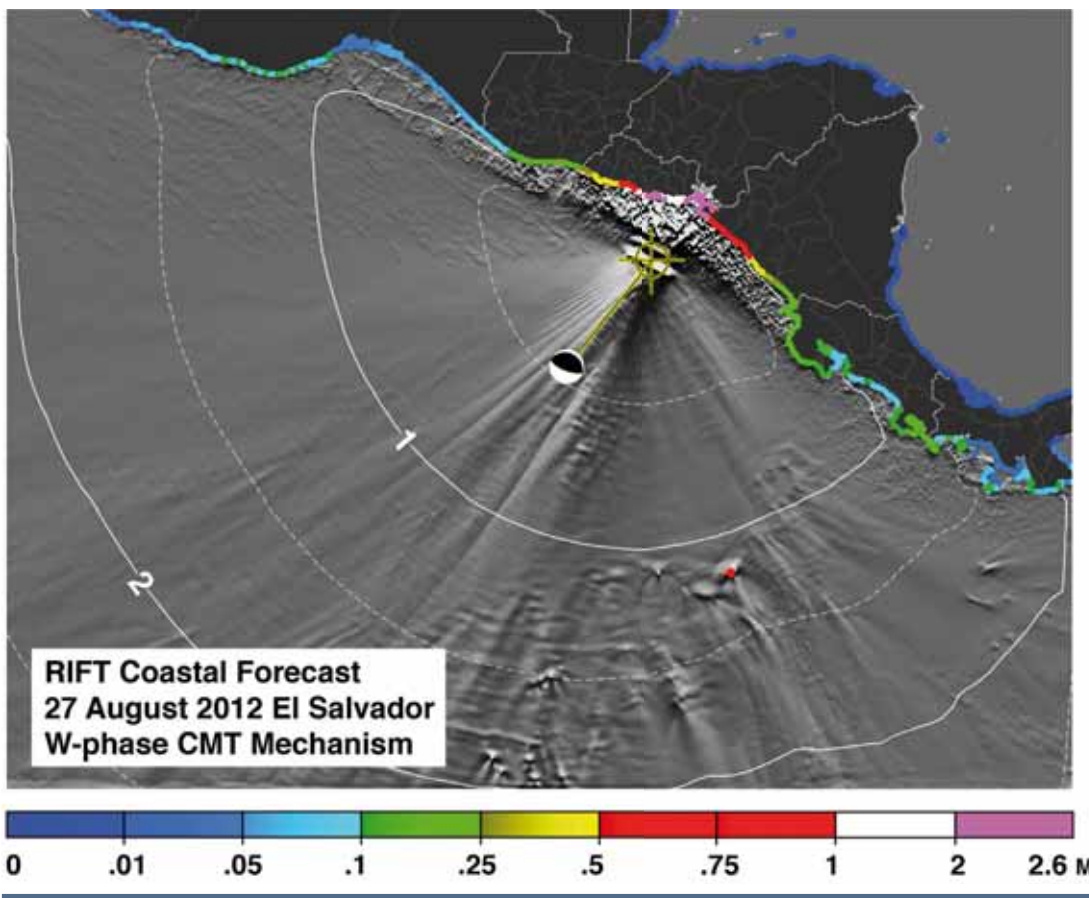 1
2
RIFT Coastal Forecast
27 August 2012 El Salvador
W-phase CMT Mechanism
0 .01 .05 .1 .25 .5 .75 1 2 2.6 M